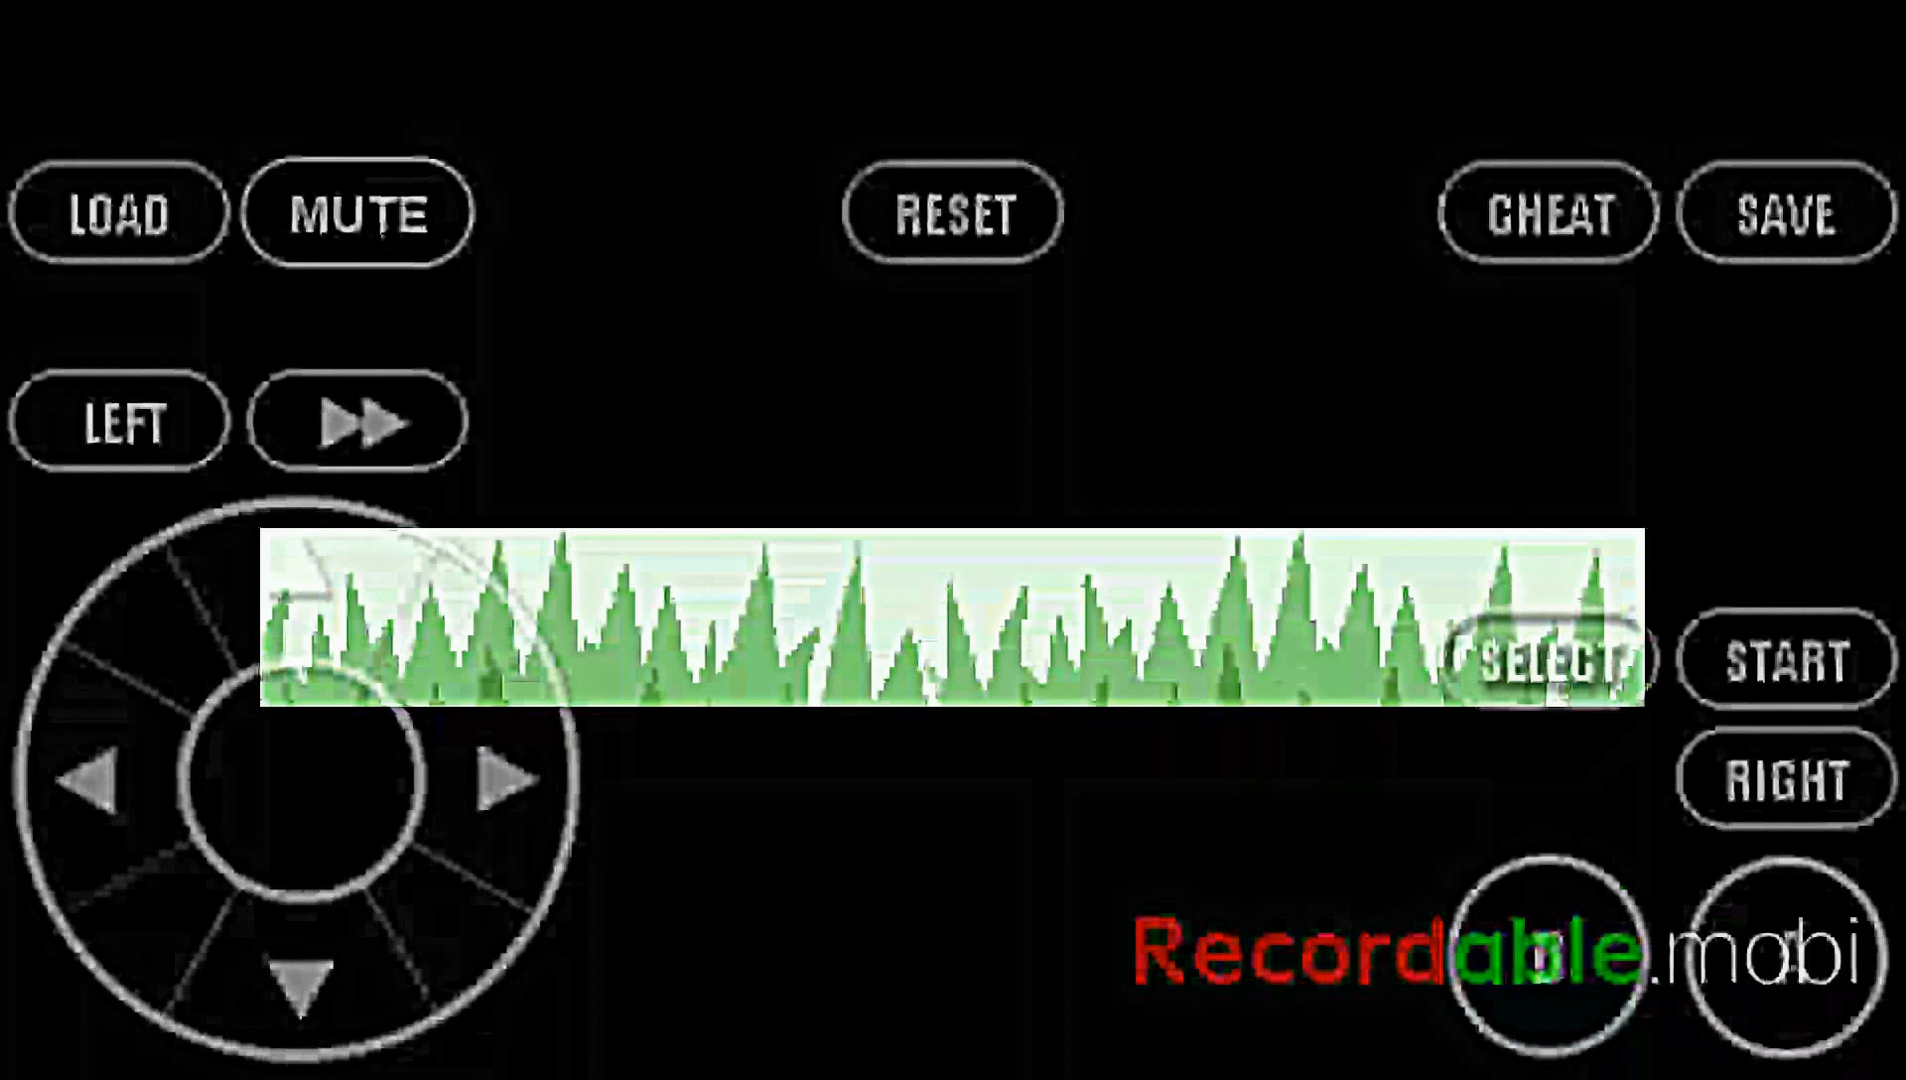 LOAD MUTE RESET CHEAT SAVE
LEFT
SELECT START
RIGHT
Recordable.mobi